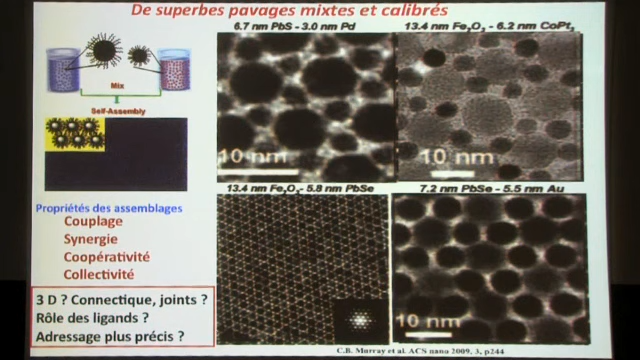 De superbes pavages mixtes et calibrés
6.7 nm PbS - 3.0 nm Pd
13.4 nm Fe2O3 - 6.2 nm CoPt3
Mix
Self-Assembly
10 nm
10 nm
13.4 nm Fe2O3- 5.8 nm PbSe
7.2 nm PbSe - 5.5 nm Au
Propriétés des assemblages
Couplage
Synergie
Coopérativité
Collectivité
3 D ? Connectique, joints ?
Rôle des ligands ?
Adressage plus précis ?
10 nm
C.B. Murray et al. ACS nano 2009, 3, p244